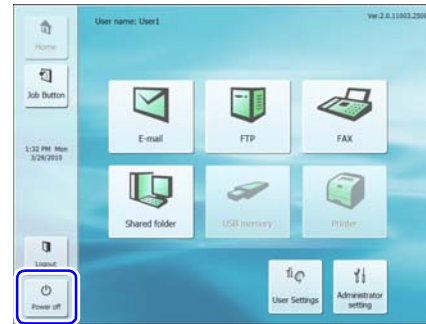 User name: User1
Home
Job Button
1:32 PM Mon
3/29/2010
Logout
Power off
E-mail
FTP
FAX
Shared folder
USB memory
Printer
User Settings
Administrator
setting